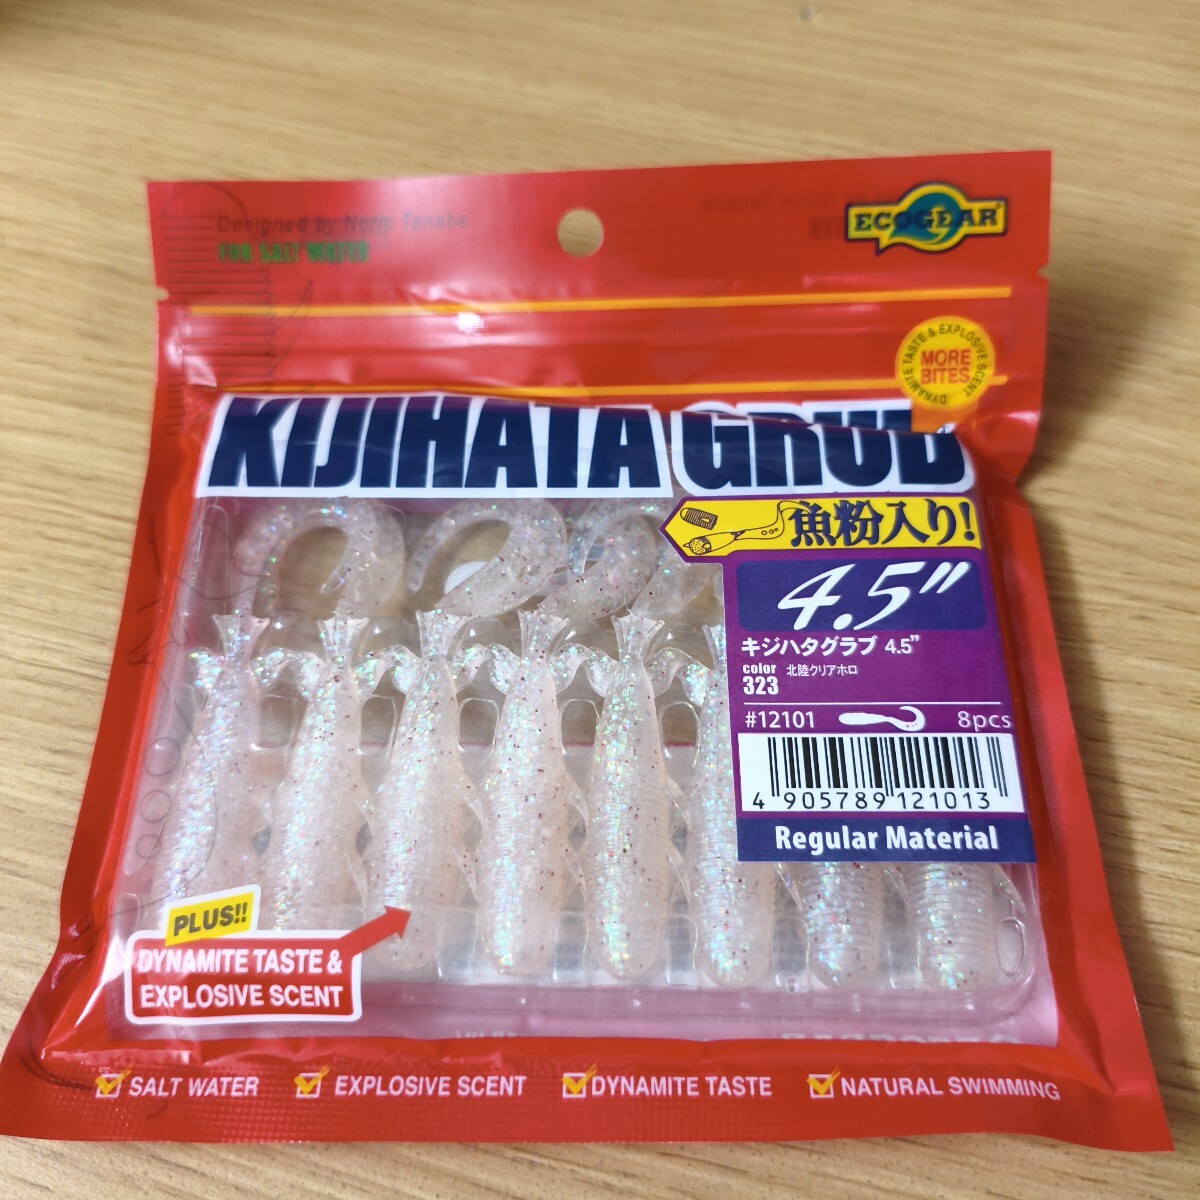 Designed by Norio Tanabe
FOR SALT WATER
ECOGEAR
DYNAMITE TASTE & EXPLOSIVE SCENT
MORE
BITES
KIJIHATA GRUB
魚粉入り!
4.5"
キジハタグラブ 4.5"
color
323
北陸クリアホロ
#12101
8pcs
4 905789 121013
Regular Material
PLUS!!
DYNAMITE TASTE &
EXPLOSIVE SCENT
SALT WATER
EXPLOSIVE SCENT
DYNAMITE TASTE
NATURAL SWIMMING